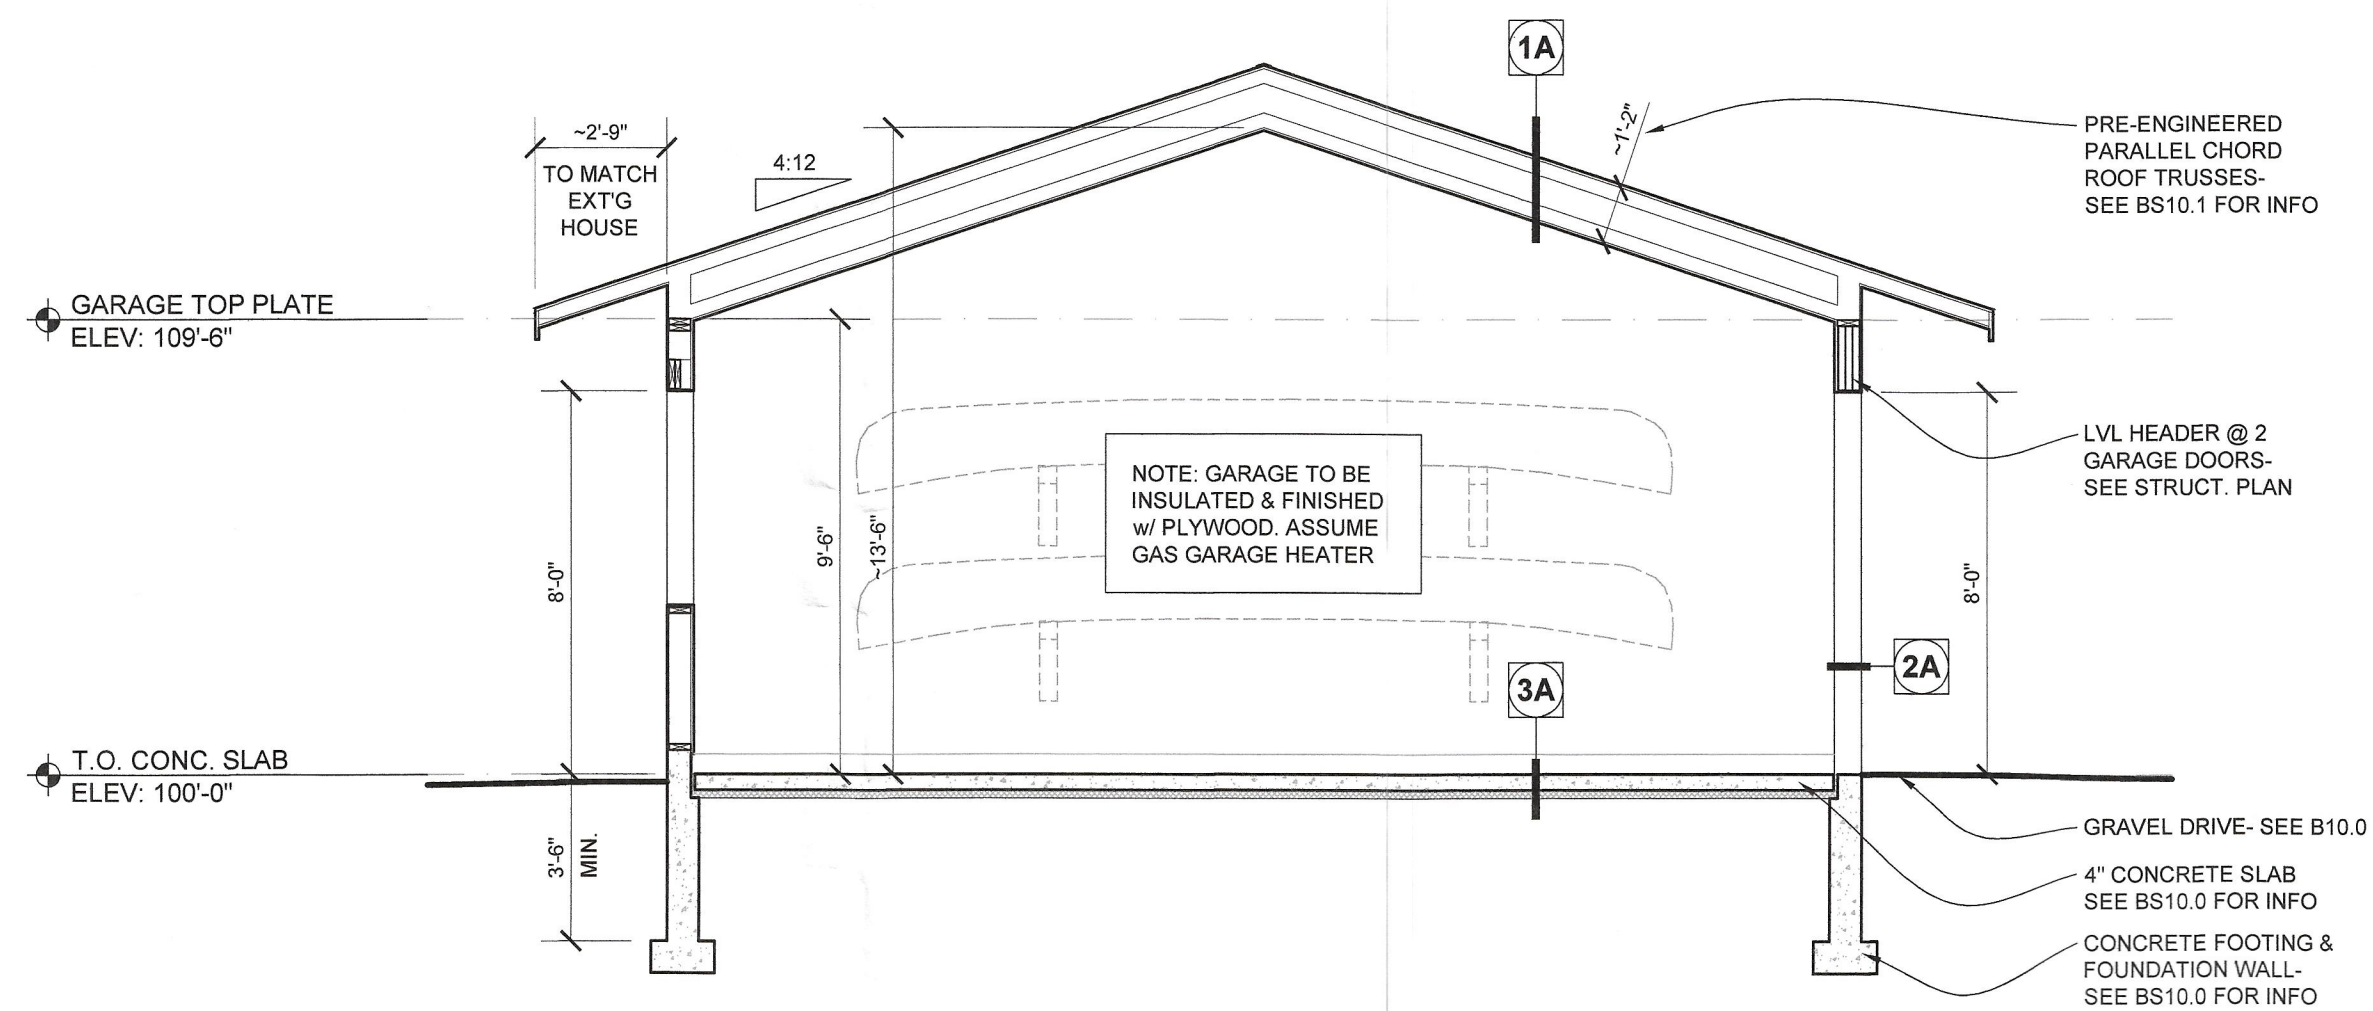 1A
~2'-9"
TO MATCH
EXT'G
HOUSE
4:12
~1'-2"
PRE-ENGINEERED
PARALLEL CHORD
ROOF TRUSSES-
SEE BS10.1 FOR INFO
GARAGE TOP PLATE
ELEV: 109'-6"
LVL HEADER @ 2
GARAGE DOORS-
SEE STRUCT. PLAN
NOTE: GARAGE TO BE
INSULATED & FINISHED
w/ PLYWOOD. ASSUME
GAS GARAGE HEATER
8'-0"
9'-6"
~13'-6"
8'-0"
2A
3A
T.O. CONC. SLAB
ELEV: 100'-0"
3'-6"
MIN.
GRAVEL DRIVE- SEE B10.0
4" CONCRETE SLAB
SEE BS10.0 FOR INFO
CONCRETE FOOTING &
FOUNDATION WALL-
SEE BS10.0 FOR INFO